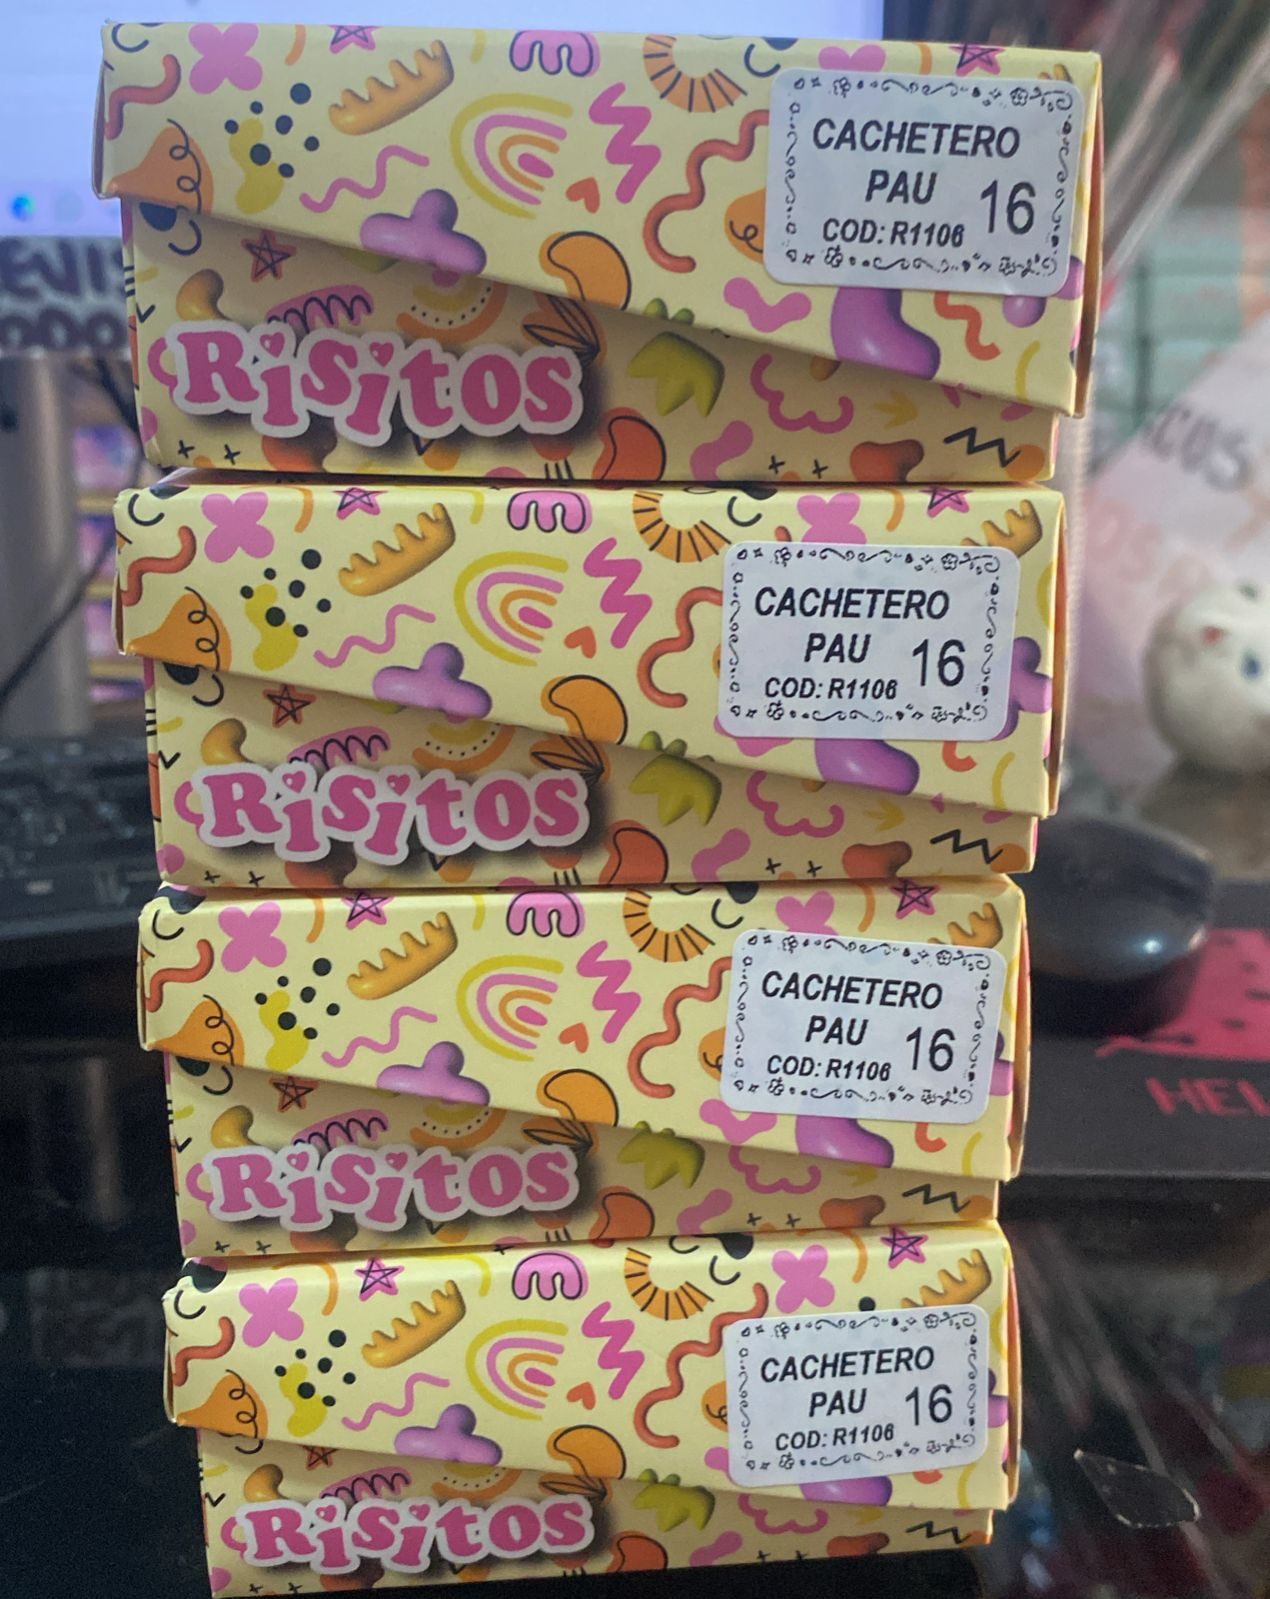 CACHETERO
PAU 16
COD: R1106
Risitos
CACHETERO
PAU 16
COD: R1106
Risitos
CACHETERO
PAU 16
COD: R1106
Risitos
CACHETERO
PAU 16
COD: R1106
Risitos